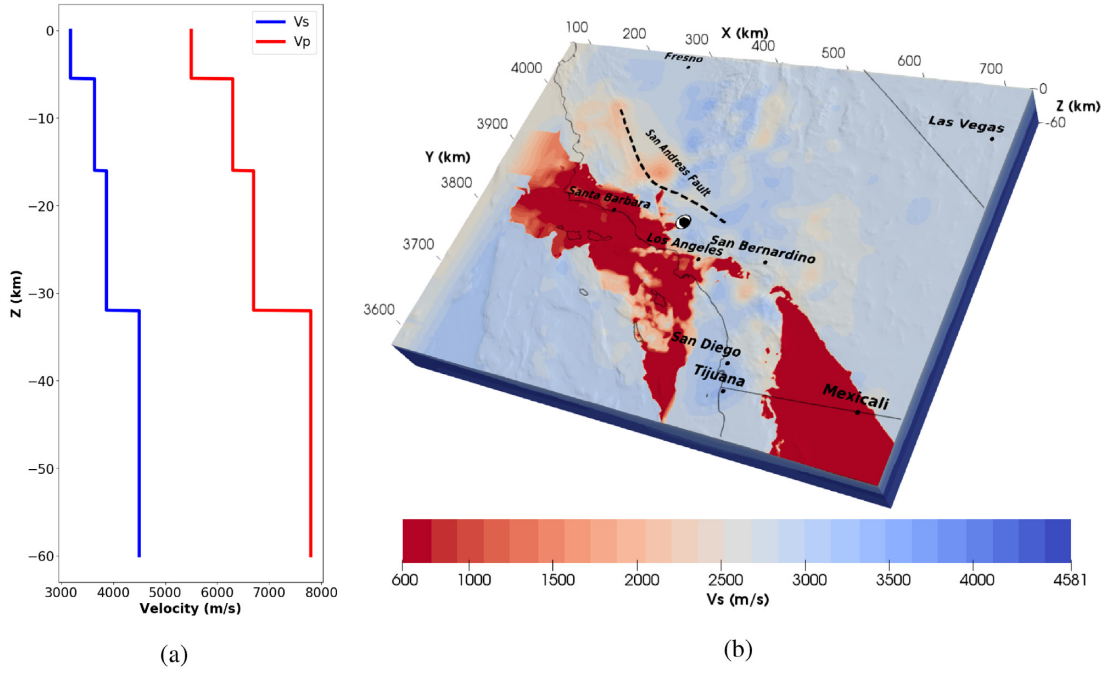 Vs
Vp
0
−10
−20
−30
−40
−50
−60
Z (km)
3000 4000 5000 6000 7000 8000
Velocity (m/s)
(a)
X (km)
100 200 300 400 500 600 700
0
Z (km)
-60
Y (km)
4000
3900
3800
3700
3600
Fresno
Las Vegas
San Andreas Fault
Santa Barbara
Los Angeles
San Bernardino
San Diego
Tijuana
Mexicali
600 1000 1500 2000 2500 3000 3500 4000 4581
Vs (m/s)
(b)